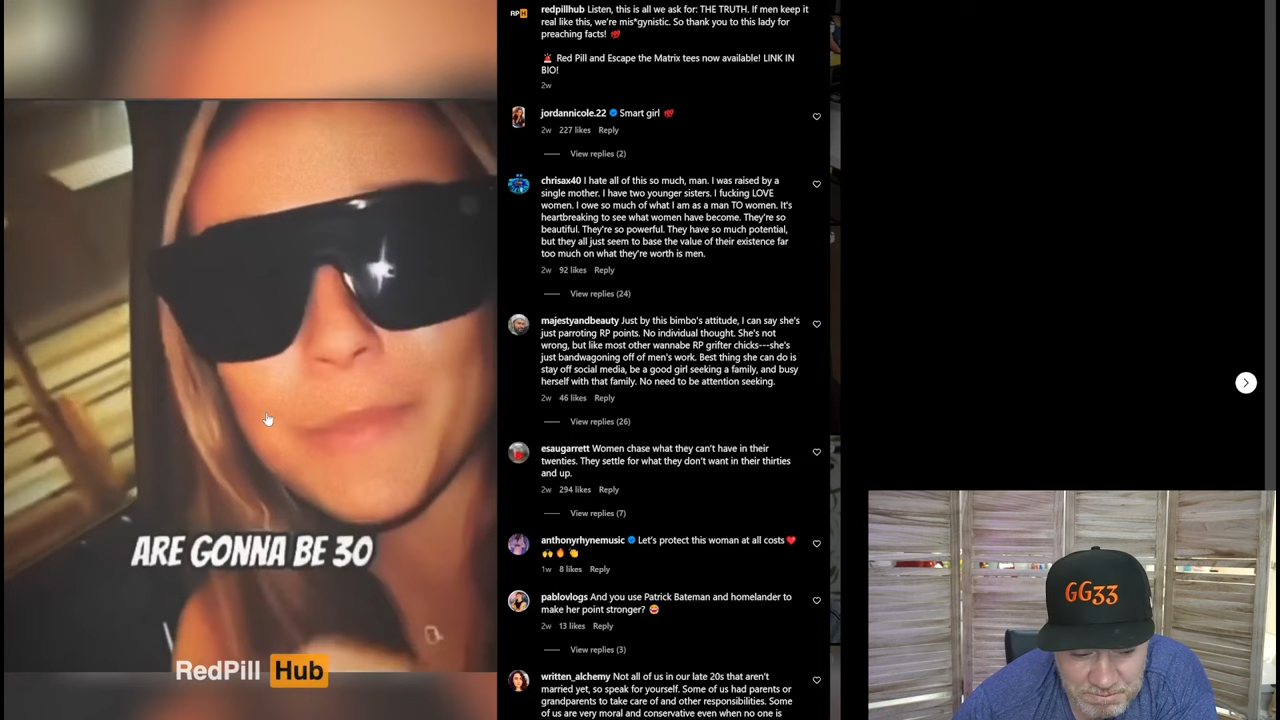 ARE GONNA BE 30
RedPill Hub
RPH
redpillhub Listen, this is all we ask for: THE TRUTH. If men keep it
real like this, we're mis*gynistic. So thank you to this lady for
preaching facts! 💯
🚨 Red Pill and Escape the Matrix tees now available! LINK IN
BIO!
2w
jordannicole.22 Smart girl 💯
2w 227 likes Reply
View replies (2)
chrisax40 I hate all of this so much, man. I was raised by a
single mother. I have two younger sisters. I fucking LOVE
women. I owe so much of what I am as a man TO women. It's
heartbreaking to see what women have become. They're so
beautiful. They're so powerful. They have so much potential,
but they all just seem to base the value of their existence far
too much on what they're worth is men.
2w 92 likes Reply
View replies (24)
majestyandbeauty Just by this bimbo's attitude, I can say she's
just parroting RP points. No individual thought. She's not
wrong, but like most other wannabe RP grifter chicks---she's
just bandwagoning off of men's work. Best thing she can do is
stay off social media, be a good girl seeking a family, and busy
herself with that family. No need to be attention seeking.
2w 46 likes Reply
View replies (26)
esaugarrett Women chase what they can't have in their
twenties. They settle for what they don't want in their thirties
and up.
2w 294 likes Reply
View replies (7)
anthonyrhynemusic Let's protect this woman at all costs❤️
🙌🔥👏
1w 8 likes Reply
pablovlogs And you use Patrick Bateman and homelander to
make her point stronger? 😂
2w 13 likes Reply
View replies (3)
written_alchemy Not all of us in our late 20s that aren't
married yet, so speak for yourself. Some of us had parents or
grandparents to take care of and other responsibilities. Some
of us are very moral and conservative even when no one is
GG33